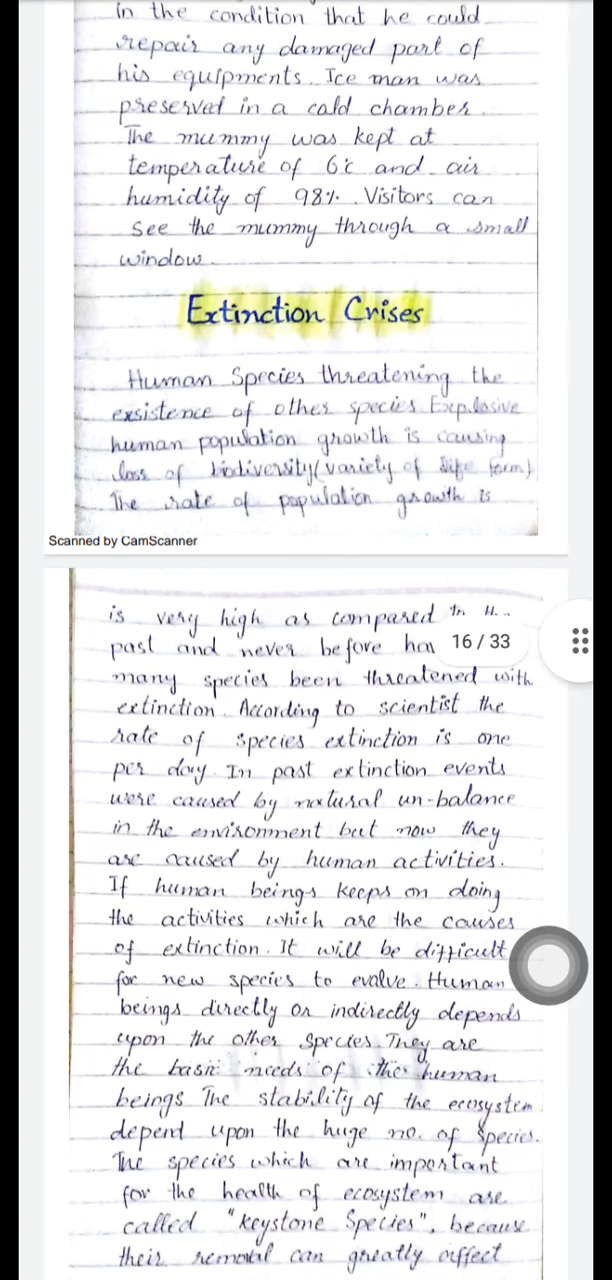 in the condition that he could
repair any damaged part of
his equipments. Ice man was
preserved in a cald chamber.
The mummy was kept at
temperature of 6°c and air
humidity of 98%. Visitors can
see the mummy through a small
window.
Extinction Crises
Human Species threatening the
exsistence of other species Explosive
human population growth is causing
loss of biodiversity (variety of life form)
The rate of population growth is
Scanned by CamScanner
is very high as compared to
past and never before
16 / 33
many species been threatened with
extinction. According to scientist the
rate of species extinction is one
per day. In past extinction events
were caused by natural un-balance
in the environment but now they
are caused by human activities.
If human beings keeps on doing
the activities which are the causes
of extinction. It will be difficult
for new species to evalve. Human
beings directly or indirectly depends
upon the other species. They are
the basic needs of the human
beings The stability of the ecosystem
depend upon the huge no. of species.
The species which are important
for the health of ecosystem are
called "keystone Species", because
their removal can greatly affect